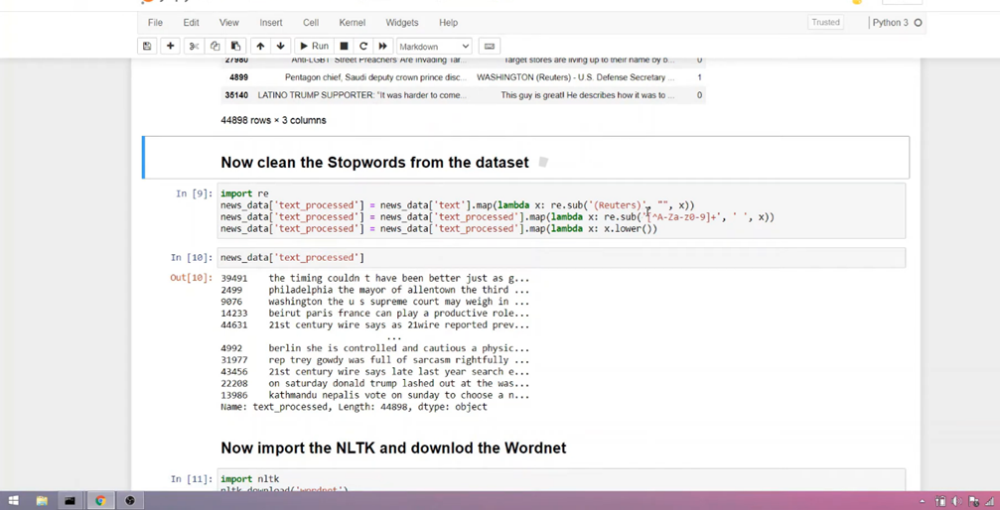 File Edit View Insert Cell Kernel Widgets Help Trusted Python 3
Run Markdown
27980 Anti-LGBT Street Preachers Are Invading Tar... Target stores are living up to their name by b... 0
4899 Pentagon chief, Saudi deputy crown prince disc... WASHINGTON (Reuters) - U.S. Defense Secretary ... 1
35140 LATINO TRUMP SUPPORTER: "It was harder to come... This guy is great! He describes how it was to ... 0
44898 rows × 3 columns
Now clean the Stopwords from the dataset
In [9]: import re
news_data['text_processed'] = news_data['text'].map(lambda x: re.sub('(Reuters)', "", x))
news_data['text_processed'] = news_data['text_processed'].map(lambda x: re.sub('[^A-Za-z0-9]+', ' ', x))
news_data['text_processed'] = news_data['text_processed'].map(lambda x: x.lower())
In [10]: news_data['text_processed']
Out[10]: 39491 the timing couldn t have been better just as g...
2499 philadelphia the mayor of allentown the third ...
9076 washington the u s supreme court may weigh in ...
14233 beirut paris france can play a productive role...
44631 21st century wire says as 21wire reported prev...
...
4992 berlin she is controlled and cautious a physic...
31977 rep trey gowdy was full of sarcasm rightfully ...
43456 21st century wire says late last year search e...
22208 on saturday donald trump lashed out at the was...
13986 kathmandu nepalis vote on sunday to choose a n...
Name: text_processed, Length: 44898, dtype: object
Now import the NLTK and downlod the Wordnet
In [11]: import nltk
nltk.download('wordnet')